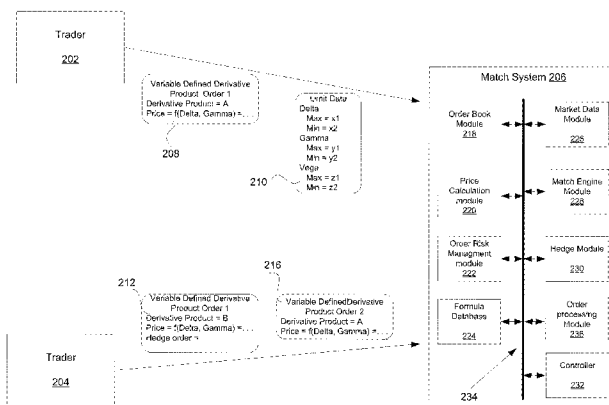 Trader
202
Variable Defined Derivative
Product Order 1
Derivative Product = A
Price = f(Delta, Gamma) =...
208
Data
Delta
Max = x1
Min = x2
Gamma
Max = y1
Min = y2
Vega
Max = z1
Min = z2
210
Match System 206
Order Book
Module
218
Market Data
Module
226
Price
Calculation
module
220
Match Engine
Module
228
Order Risk
Managment
module
222
Hedge Module
230
Formula
Database
224
Order
processing
Module
236
Controller
232
234
212
Variable Defined Derivative
Product Order 1
Derivative Product = B
Price = f(Delta, Gamma) =...
Hedge order =
216
Variable DefinedDerivative
Product Order 2
Derivative Product = A
Price = f(Delta, Gamma) =...
Trader
204